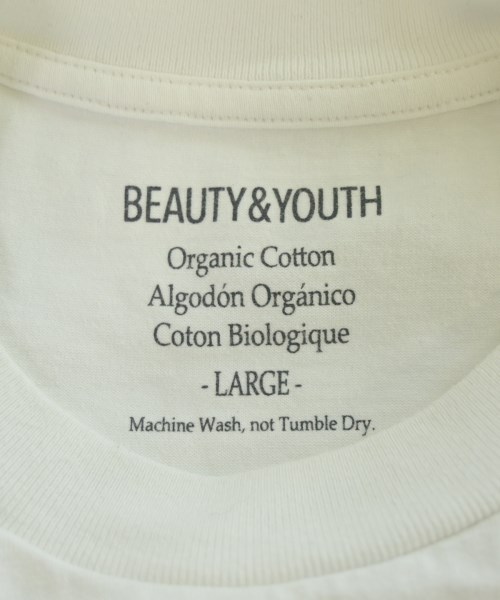 BEAUTY&YOUTH
Organic Cotton
Algodón Orgánico
Coton Biologique
- LARGE -
Machine Wash, not Tumble Dry.